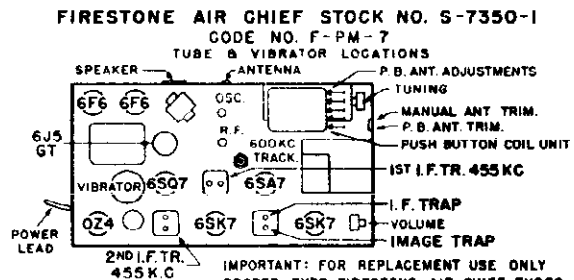 FIRESTONE AIR CHIEF STOCK NO. S-7350-1
CODE NO. F-PM-7
TUBE & VIBRATOR LOCATIONS
SPEAKER
ANTENNA
P.B. ANT. ADJUSTMENTS
TUNING
6F6
6F6
OSC.
MANUAL ANT TRIM.
P.B. ANT. TRIM.
6J5
GT
R.F.
PUSH BUTTON COIL UNIT
600KC
TRACK.
1ST I.F. TR. 455 KC
VIBRATOR
6SQ7
6SA7
I.F. TRAP
POWER
LEAD
OZ4
6SK7
6SK7
VOLUME
IMAGE TRAP
2ND I.F. TR.
455 K.C
IMPORTANT: FOR REPLACEMENT USE ONLY